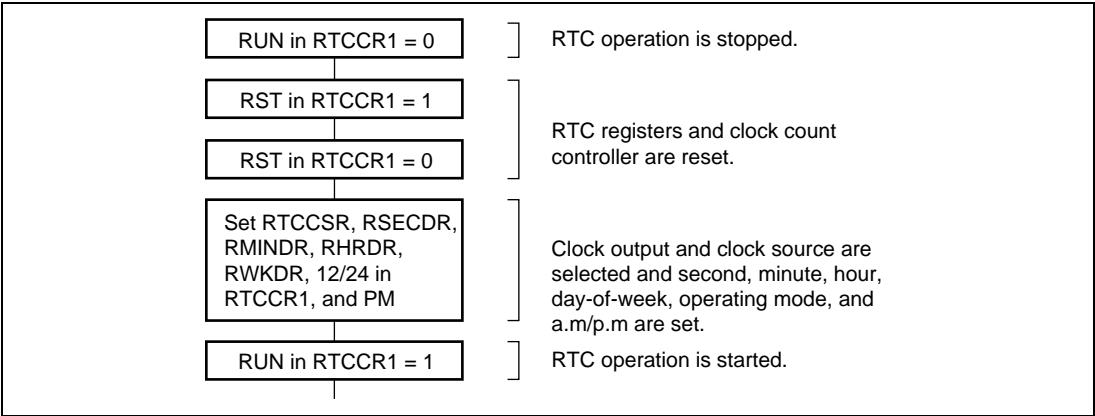 RUN in RTCCR1 = 0
RTC operation is stopped.
RST in RTCCR1 = 1
RST in RTCCR1 = 0
RTC registers and clock count
controller are reset.
Set RTCCSR, RSECDR,
RMINDR, RHRDR,
RWKDR, 12/24 in
RTCCR1, and PM
Clock output and clock source are
selected and second, minute, hour,
day-of-week, operating mode, and
a.m/p.m are set.
RUN in RTCCR1 = 1
RTC operation is started.